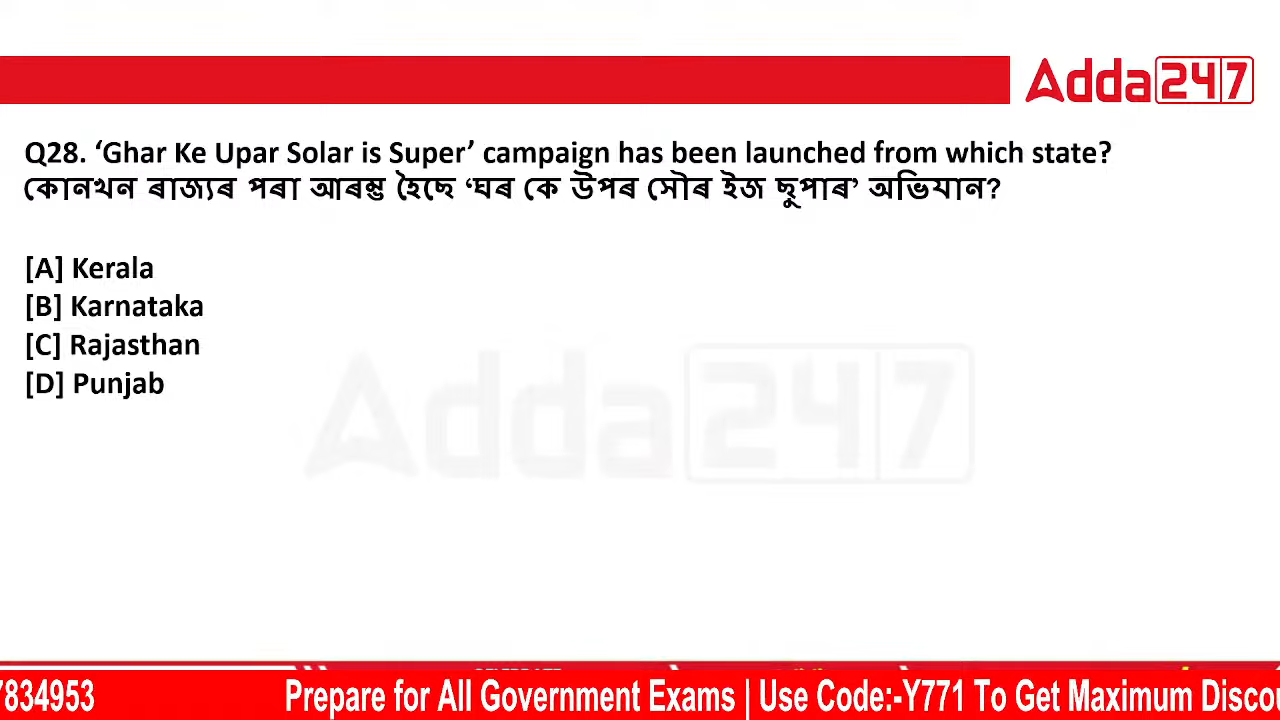 Adda247
Q28. ‘Ghar Ke Upar Solar is Super’ campaign has been launched from which state?
কোনখন ৰাজ্যৰ পৰা আৰম্ভ হৈছে ‘ঘৰ কে উপৰ সৌৰ ইজ ছুপাৰ’ অভিযান?
[A] Kerala
[B] Karnataka
[C] Rajasthan
[D] Punjab
Adda247
7834953 Prepare for All Government Exams | Use Code:-Y771 To Get Maximum